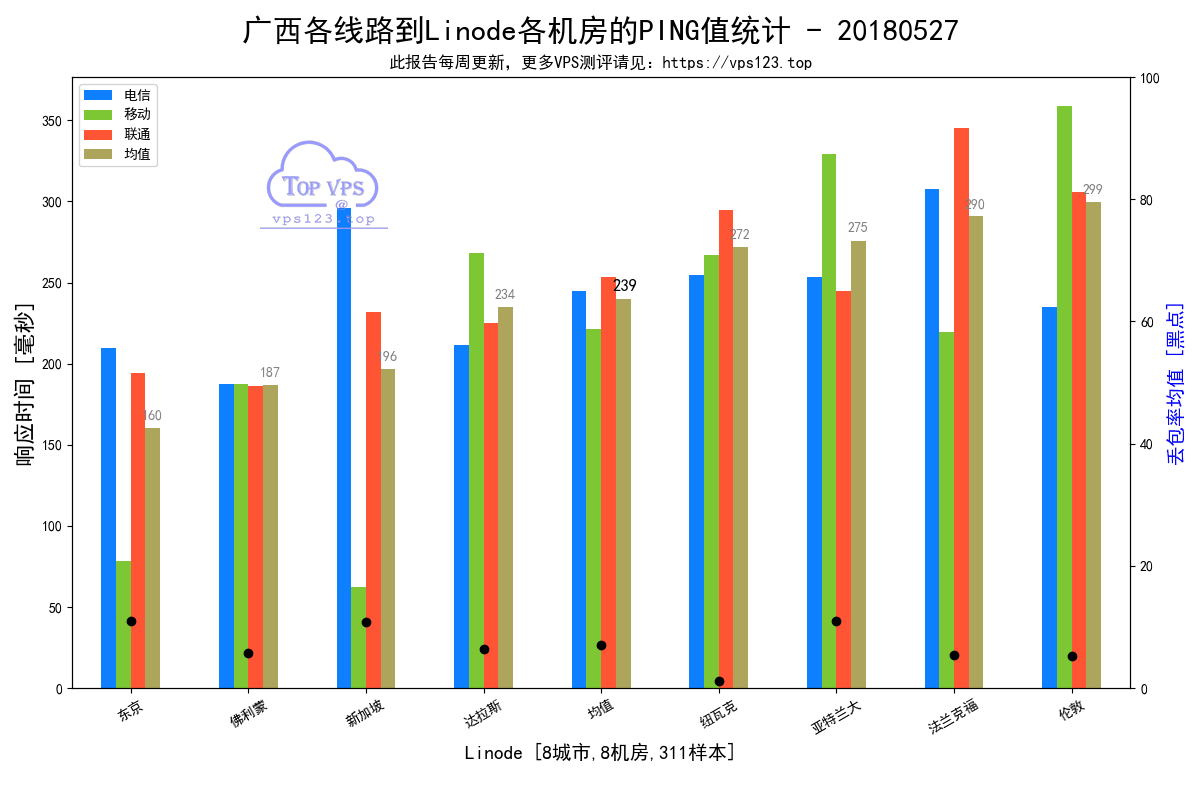 广西各线路到Linode各机房的PING值统计 - 20180527
此报告每周更新，更多VPS测评请见：https://vps123.top
电信
移动
联通
均值
TOP VPS
@
vps123.top
响应时间 [毫秒]
350
300
250
200
150
100
50
0
160
187
196
234
239
272
275
290
299
100
80
60
40
20
0
丢包率均值 [黑点]
东京
佛利蒙
新加坡
达拉斯
均值
纽瓦克
亚特兰大
法兰克福
伦敦
Linode [8城市,8机房,311样本]